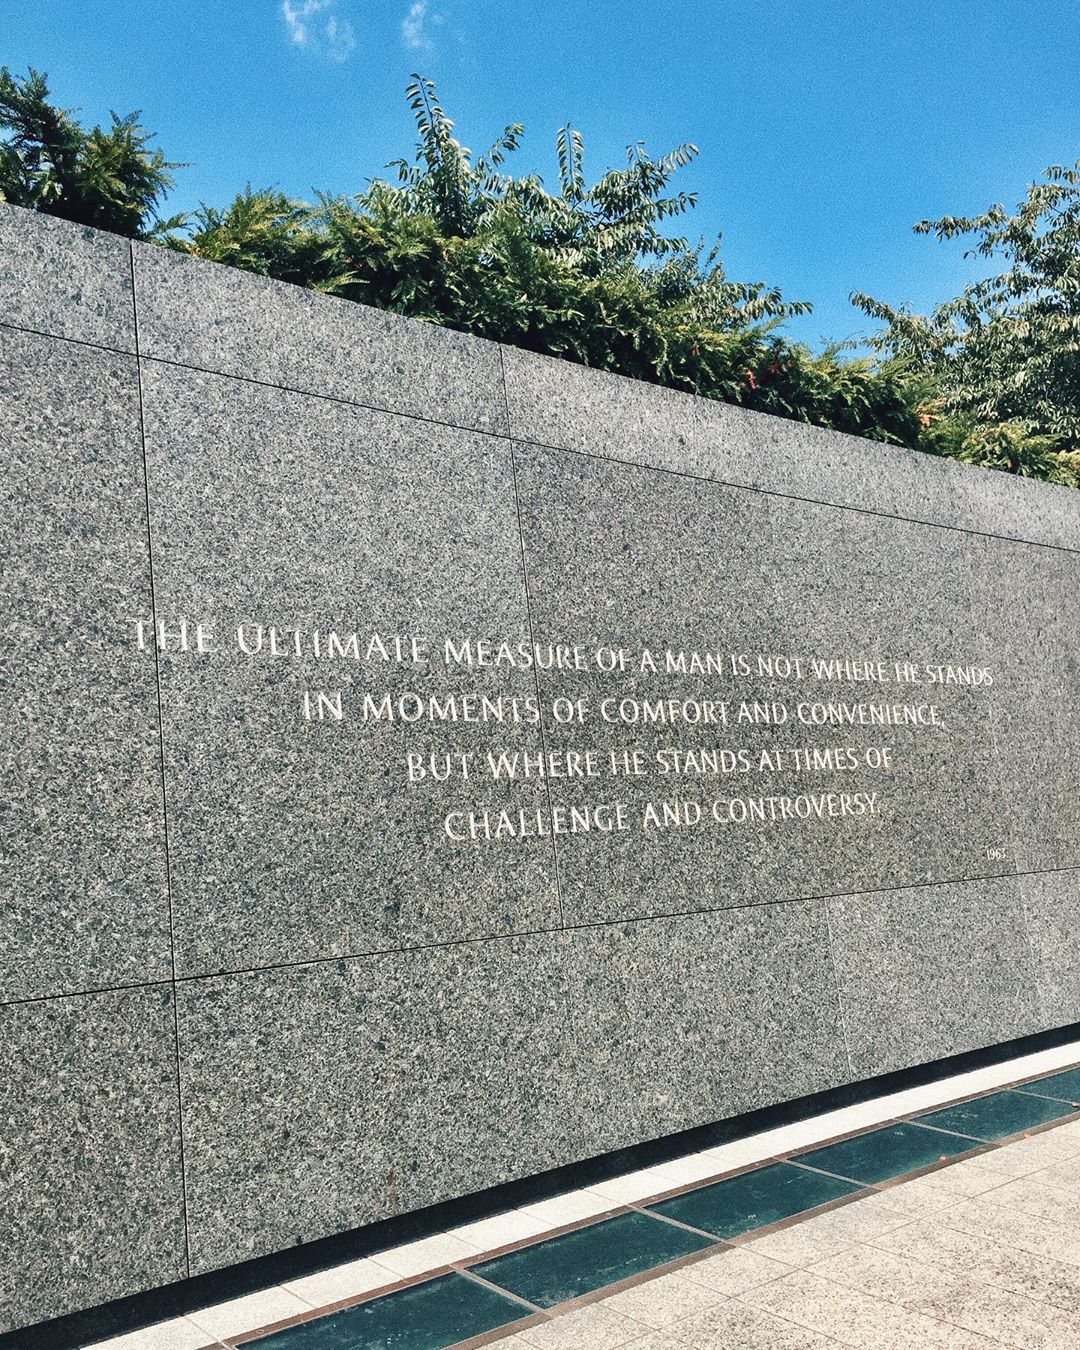 THE ULTIMATE MEASURE OF A MAN IS NOT WHERE HE STANDS
IN MOMENTS OF COMFORT AND CONVENIENCE,
BUT WHERE HE STANDS AT TIMES OF
CHALLENGE AND CONTROVERSY.
1963